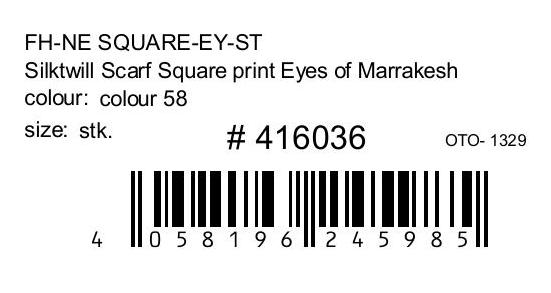 FH-NE SQUARE-EY-ST
Silktwill Scarf Square print Eyes of Marrakesh
colour: colour 58
size: stk.
# 416036
OTO- 1329
4 058196 245985